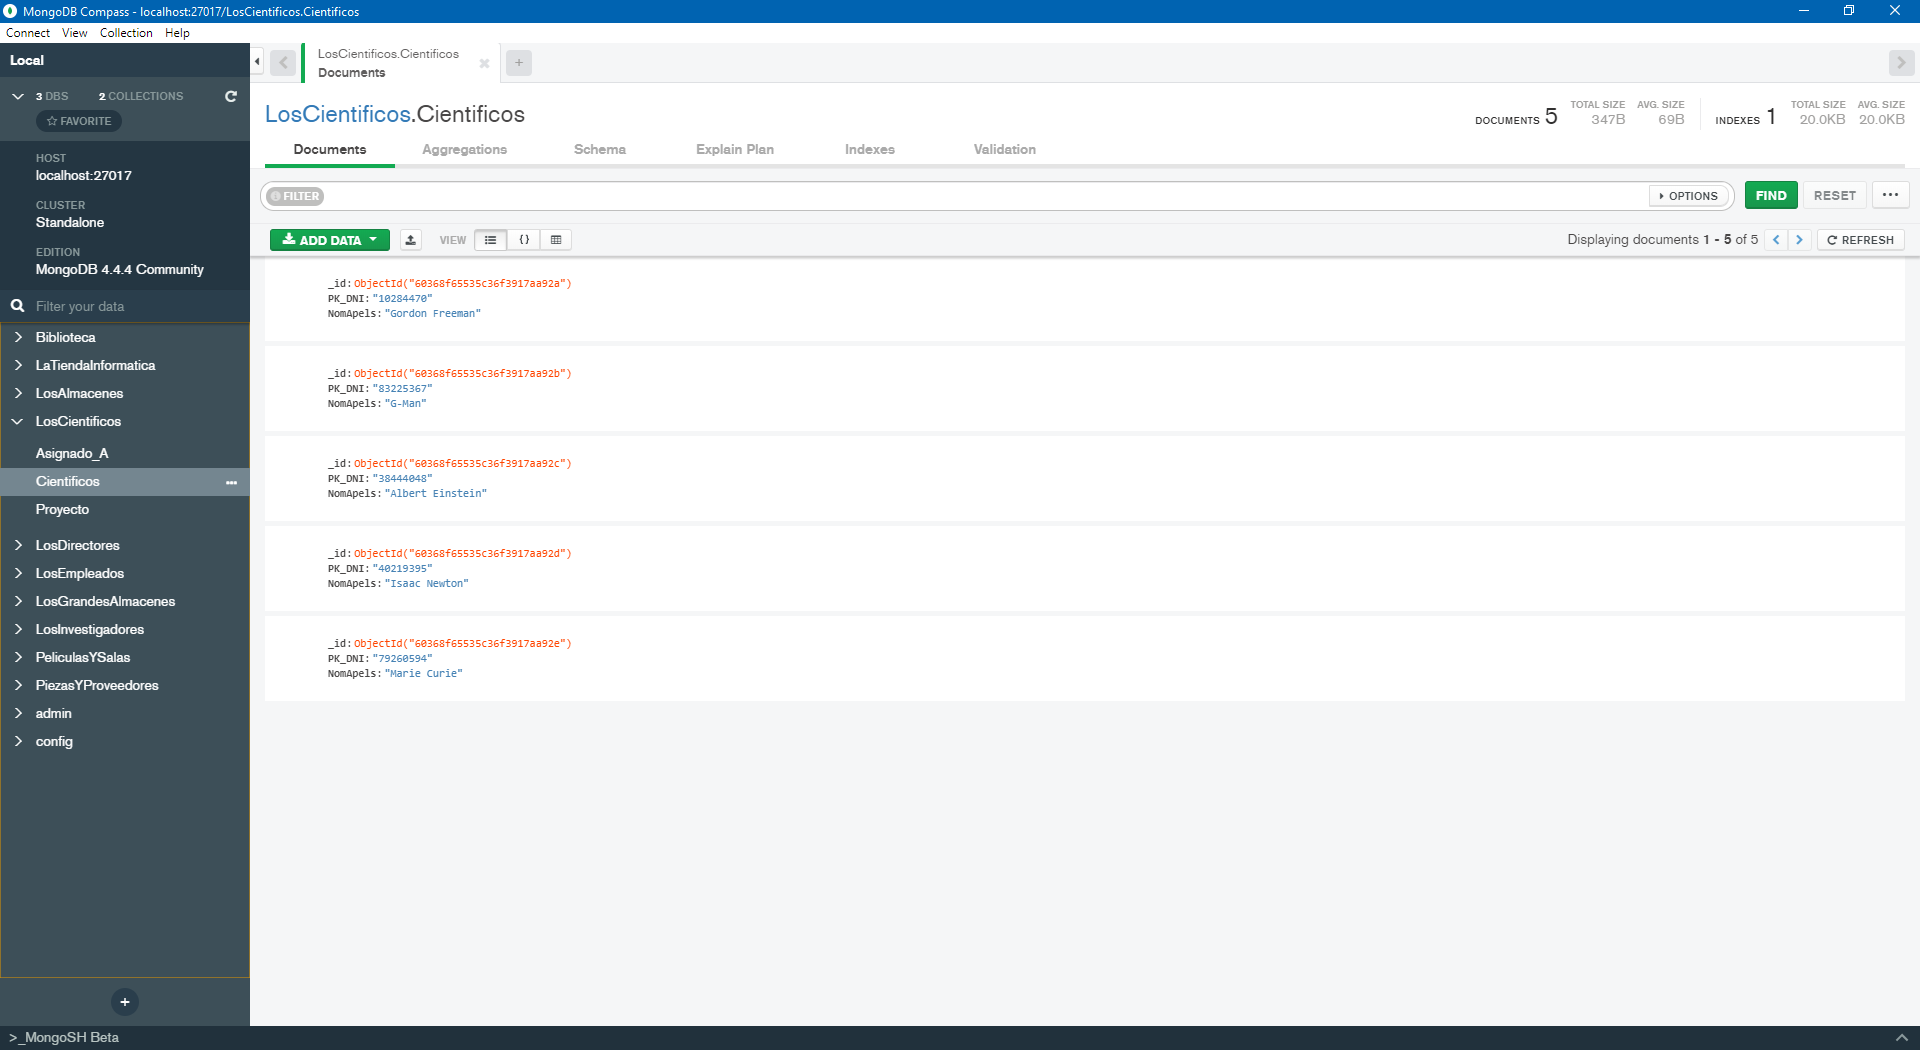 MongoDB Compass - localhost:27017/LosCientificos.Cientificos
Connect View Collection Help
Local
3 DBS 2 COLLECTIONS
FAVORITE
HOST
localhost:27017
CLUSTER
Standalone
EDITION
MongoDB 4.4.4 Community
Filter your data
Biblioteca
LaTiendaInformatica
LosAlmacenes
LosCientificos
Asignado_A
Cientificos
Proyecto
LosDirectores
LosEmpleados
LosGrandesAlmacenes
LosInvestigadores
PeliculasYSalas
PiezasYProveedores
admin
config
LosCientificos.Cientificos
Documents
LosCientificos.Cientificos
DOCUMENTS 5 TOTAL SIZE 347B AVG. SIZE 69B INDEXES 1 TOTAL SIZE 20.0KB AVG. SIZE 20.0KB
Documents Aggregations Schema Explain Plan Indexes Validation
FILTER OPTIONS FIND RESET
ADD DATA VIEW {} Displaying documents 1 - 5 of 5 REFRESH
_id: ObjectId("60368f65535c36f3917aa92a")
PK_DNI: "10284470"
NomApels: "Gordon Freeman"
_id: ObjectId("60368f65535c36f3917aa92b")
PK_DNI: "83225367"
NomApels: "G-Man"
_id: ObjectId("60368f65535c36f3917aa92c")
PK_DNI: "38444048"
NomApels: "Albert Einstein"
_id: ObjectId("60368f65535c36f3917aa92d")
PK_DNI: "40219395"
NomApels: "Isaac Newton"
_id: ObjectId("60368f65535c36f3917aa92e")
PK_DNI: "79260594"
NomApels: "Marie Curie"
>_MongoSH Beta